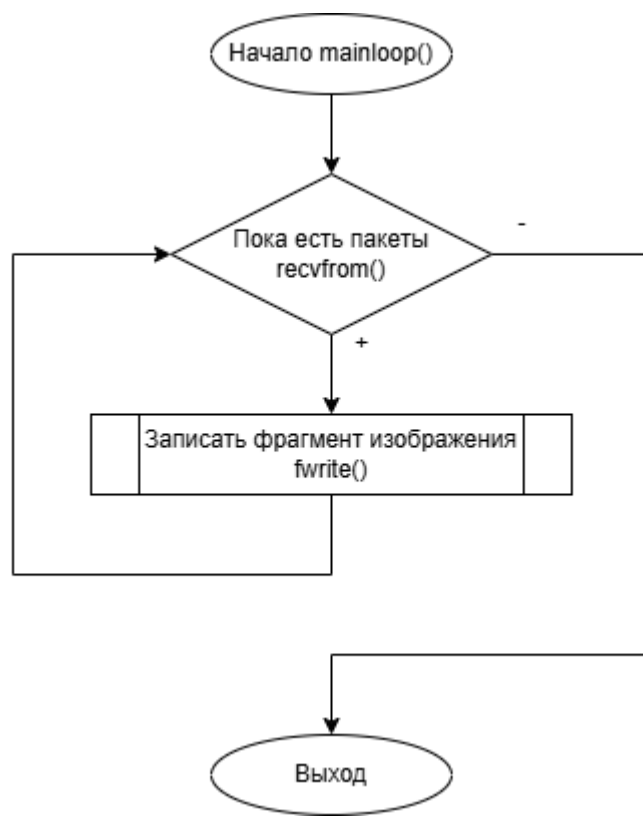 Начало mainloop()
Пока есть пакеты
recvfrom()
-
+
Записать фрагмент изображения
fwrite()
Выход